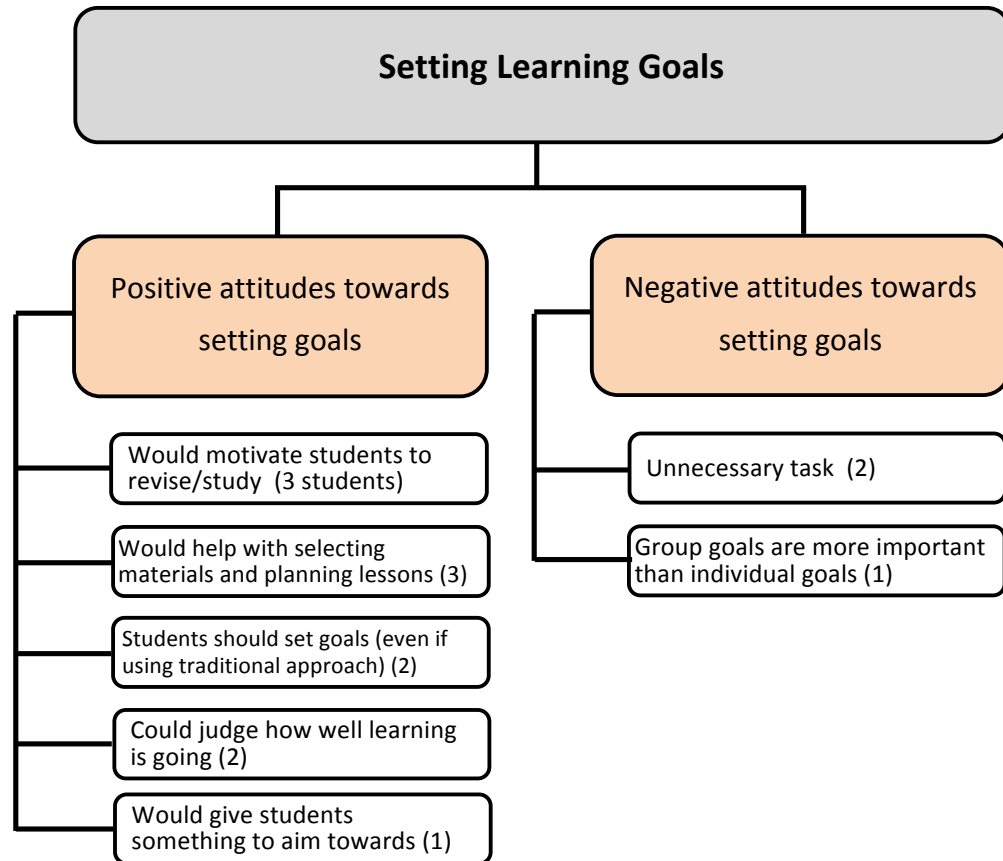 Setting Learning Goals
Positive attitudes towards
setting goals
Would motivate students to
revise/study (3 students)
Would help with selecting
materials and planning lessons (3)
Students should set goals (even if
using traditional approach) (2)
Could judge how well learning
is going (2)
Would give students
something to aim towards (1)
Negative attitudes towards
setting goals
Unnecessary task (2)
Group goals are more important
than individual goals (1)